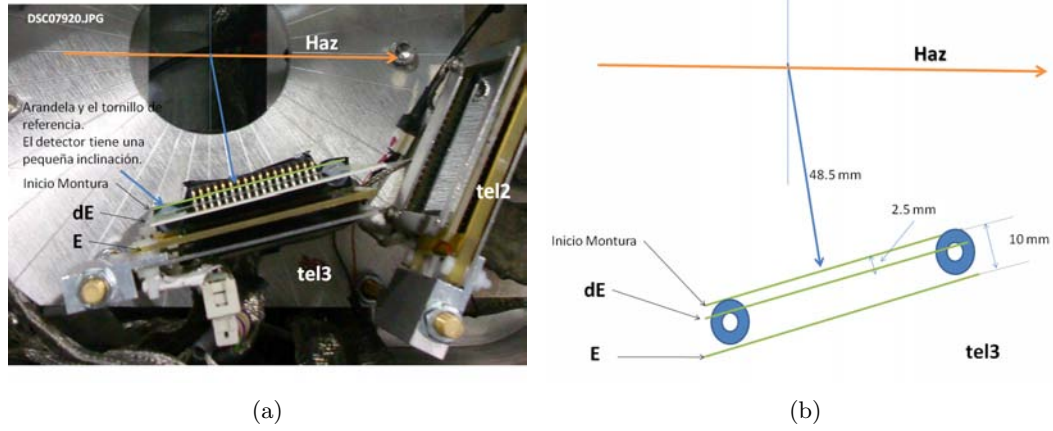 DSC07920.JPG
Haz
Arandela y el tornillo de
referencia.
El detector tiene una
pequeña inclinación.
Inicio Montura
dE
E
tel2
tel3
(a)
Haz
48.5 mm
2.5 mm
10 mm
Inicio Montura
dE
E
tel3
(b)